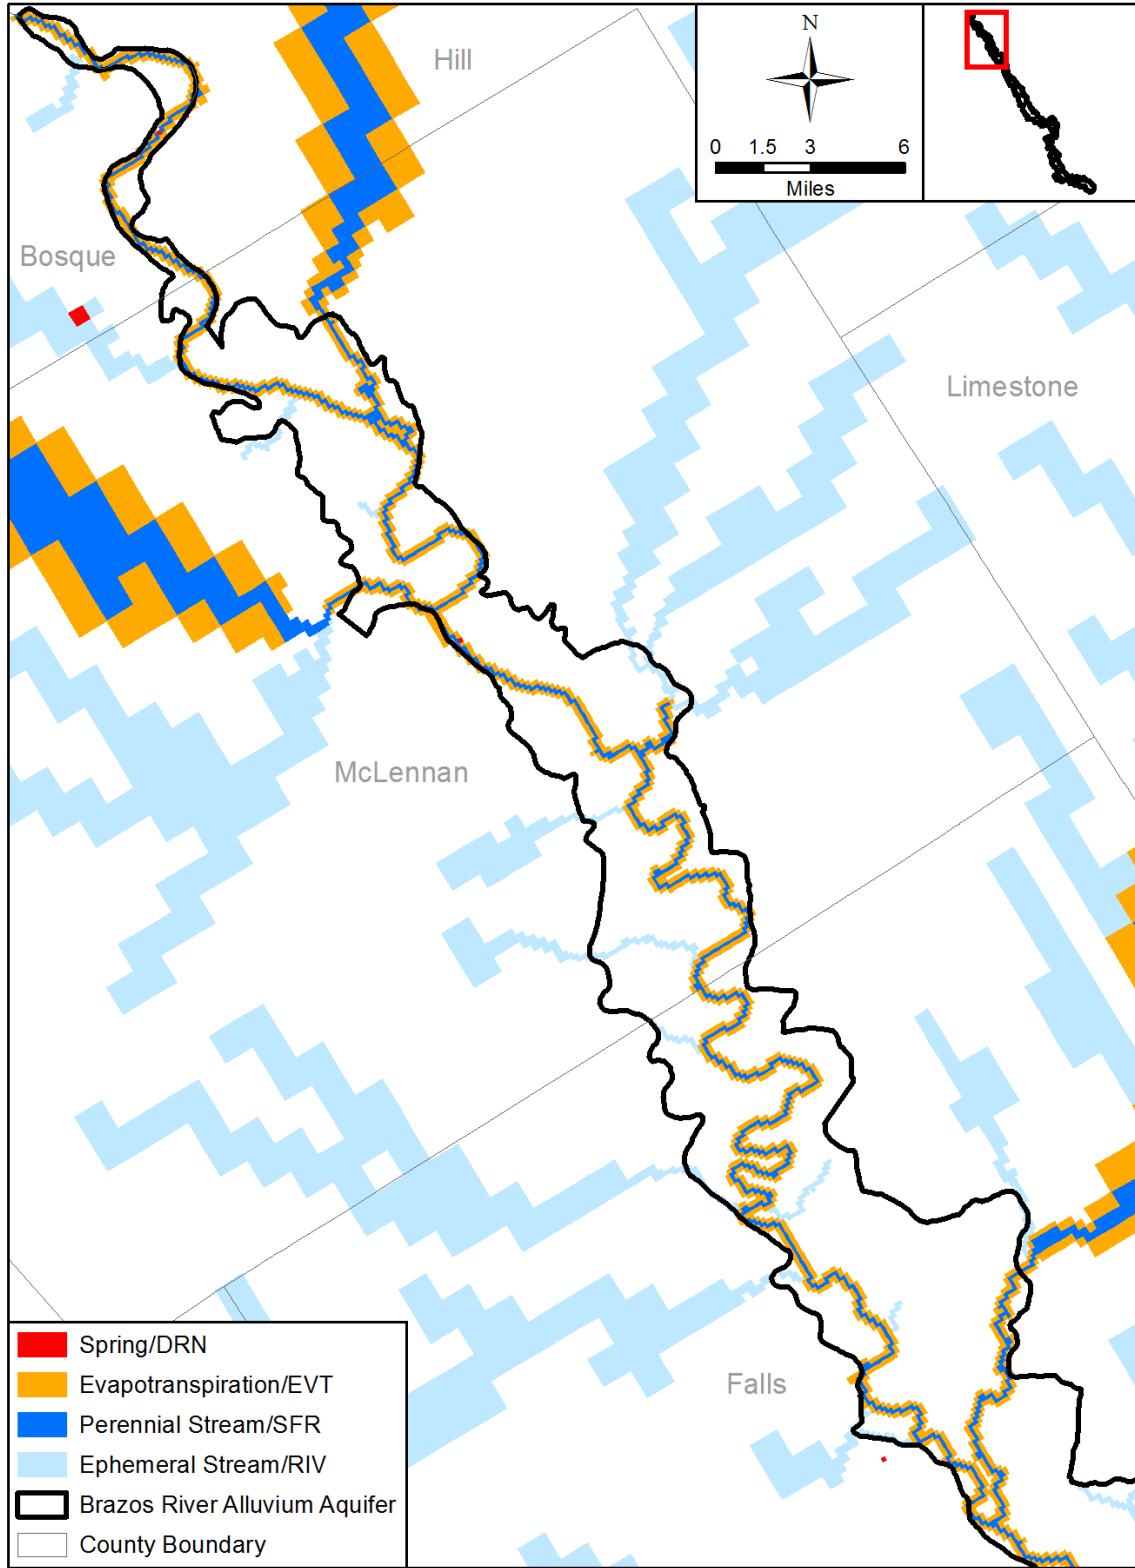 Hill
N
0 1.5 3 6
Miles
Bosque
Limestone
McLennan
Falls
Spring/DRN
Evapotranspiration/EVT
Perennial Stream/SFR
Ephemeral Stream/RIV
Brazos River Alluvium Aquifer
County Boundary